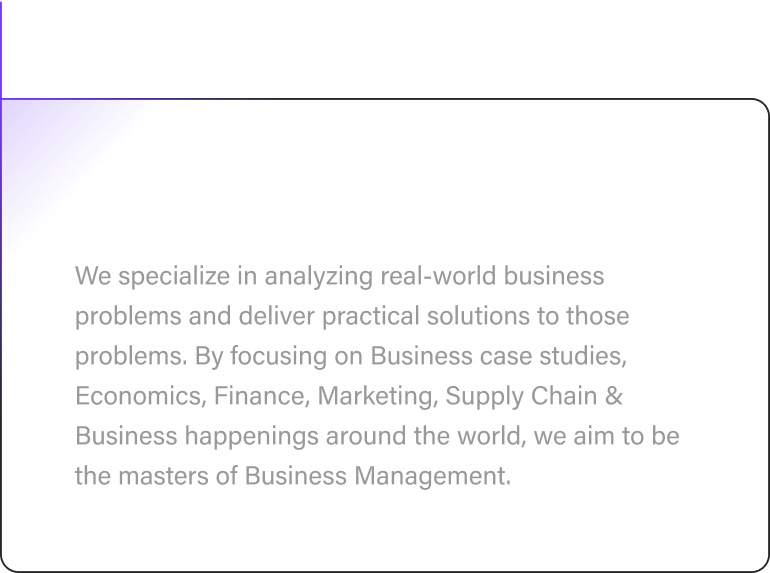 We specialize in analyzing real-world business
problems and deliver practical solutions to those
problems. By focusing on Business case studies,
Economics, Finance, Marketing, Supply Chain &
Business happenings around the world, we aim to be
the masters of Business Management.